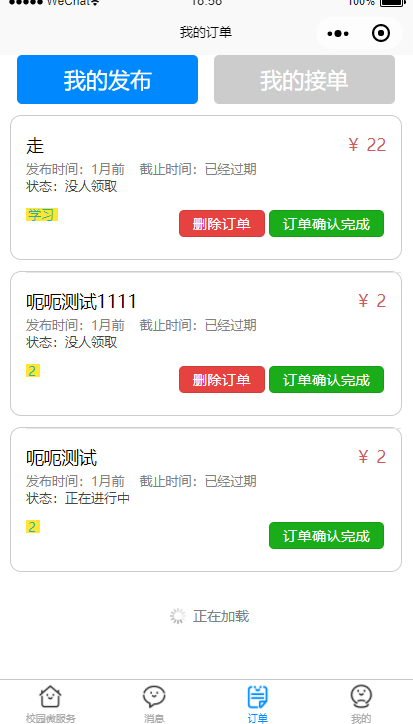 WeChat
18:58
100%
我的订单
我的发布
我的接单
走
¥ 22
发布时间：1月前 截止时间：已经过期
状态：没人领取
学习
删除订单
订单确认完成
呃呃测试1111
¥ 2
发布时间：1月前 截止时间：已经过期
状态：没人领取
2
删除订单
订单确认完成
呃呃测试
¥ 2
发布时间：1月前 截止时间：已经过期
状态：正在进行中
2
订单确认完成
正在加载
校园微服务
消息
订单
我的